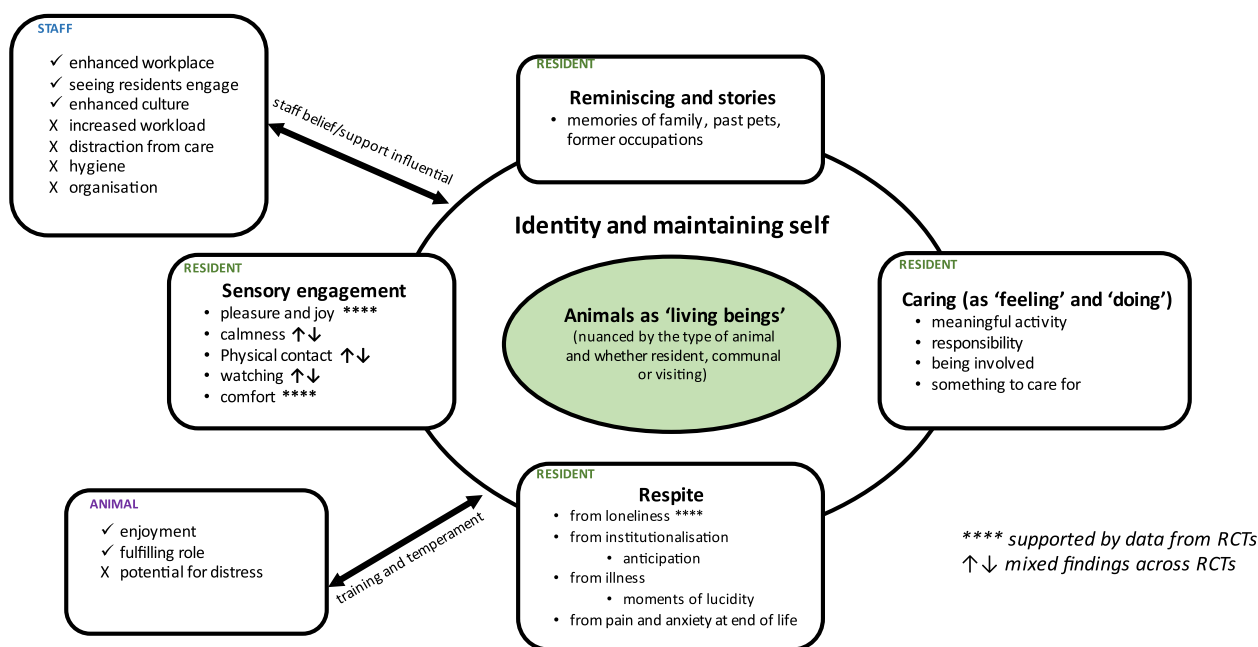 STAFF
✓ enhanced workplace
✓ seeing residents engage
✓ enhanced culture
X increased workload
X distraction from care
X hygiene
X organisation
staff belief/support influential
RESIDENT
Reminiscing and stories
• memories of family, past pets,
former occupations
Identity and maintaining self
RESIDENT
Sensory engagement
• pleasure and joy ****
• calmness ↑↓
• Physical contact ↑↓
• watching ↑↓
• comfort ****
Animals as ‘living beings’
(nuanced by the type of animal
and whether resident, communal
or visiting)
RESIDENT
Caring (as ‘feeling’ and ‘doing’)
• meaningful activity
• responsibility
• being involved
• something to care for
ANIMAL
✓ enjoyment
✓ fulfilling role
X potential for distress
training and temperament
RESIDENT
Respite
• from loneliness ****
• from institutionalisation
• anticipation
• from illness
• moments of lucidity
• from pain and anxiety at end of life
**** supported by data from RCTs
↑↓ mixed findings across RCTs